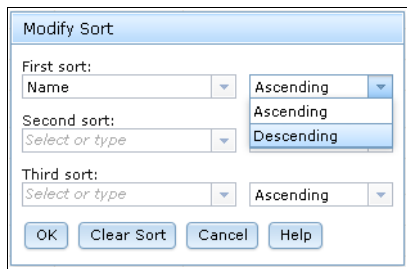 Modify Sort
First sort:
Name Ascending
Ascending
Second sort:
Select or type Descending
Third sort:
Select or type Ascending
OK Clear Sort Cancel Help